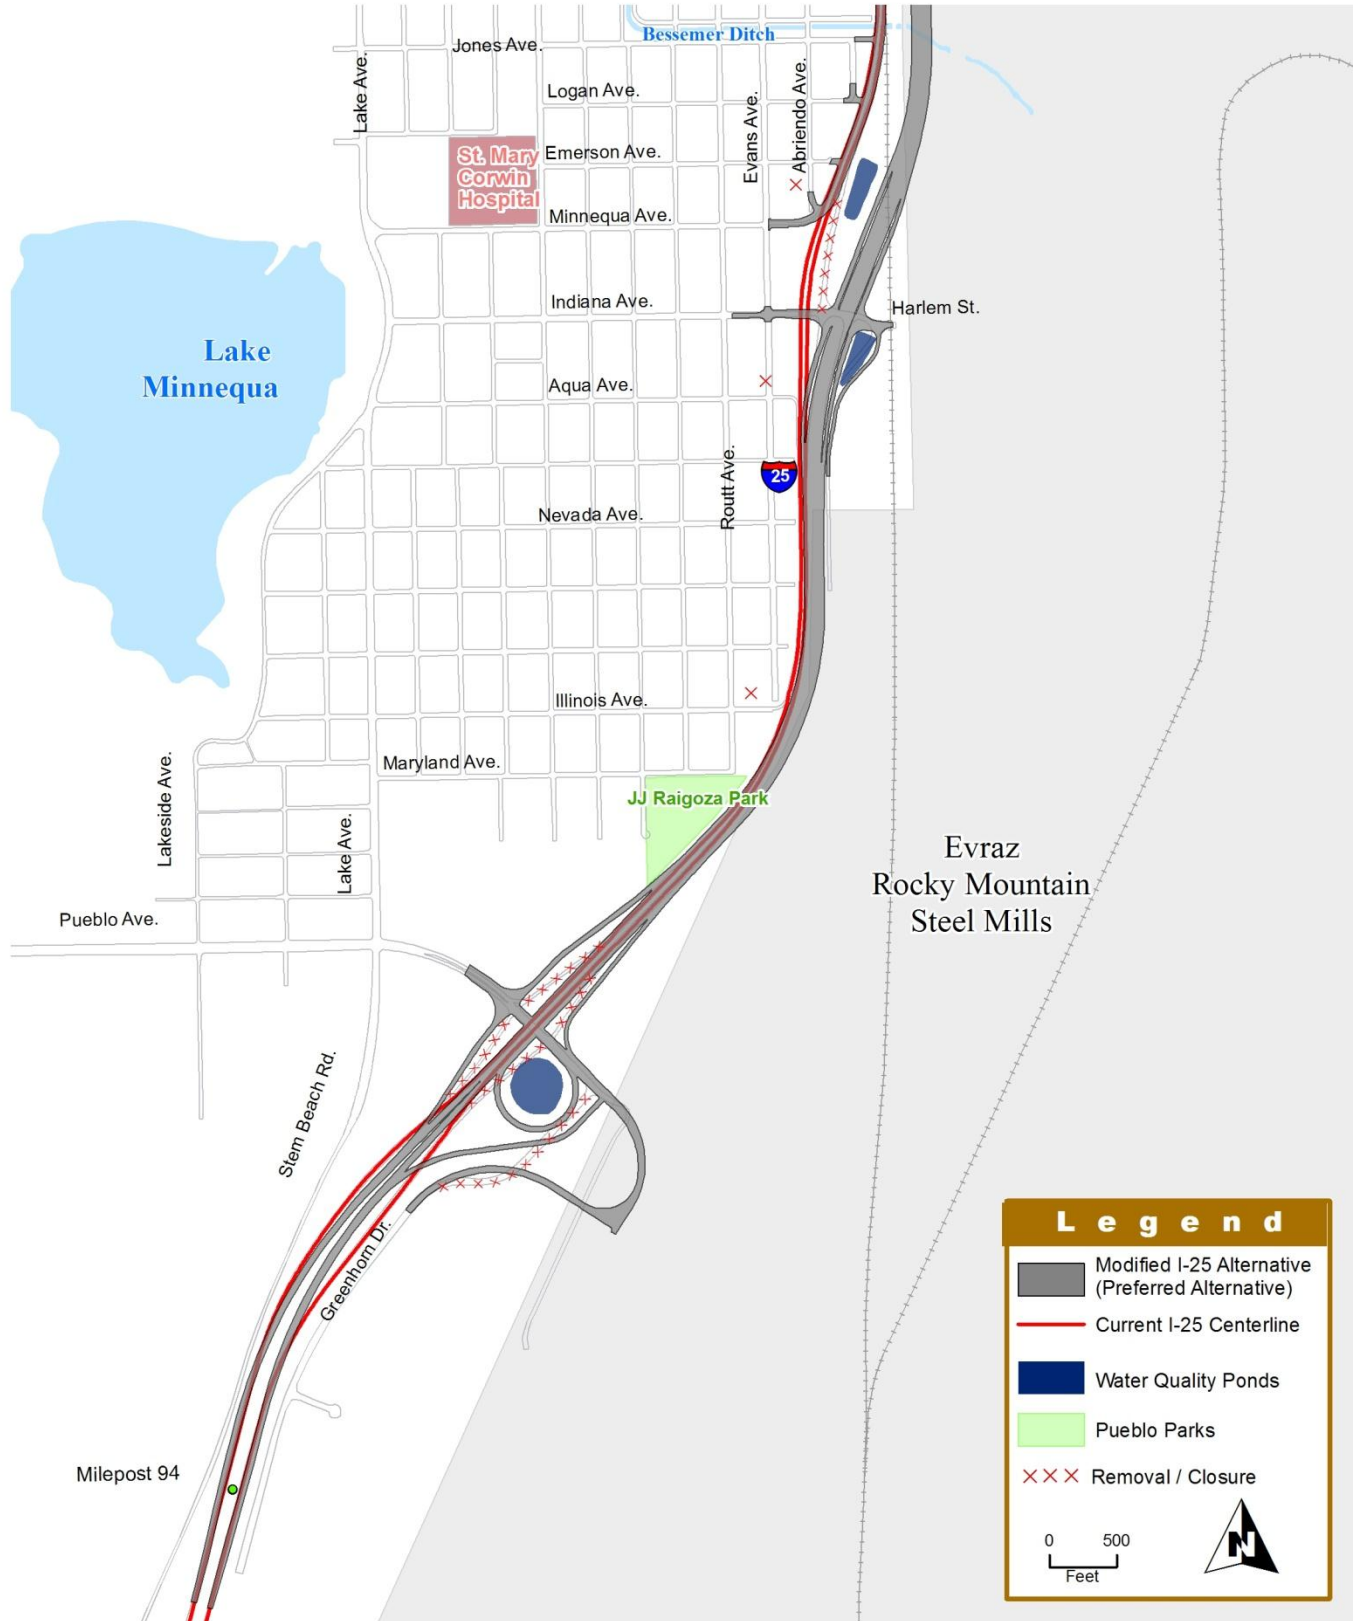 Bessemer Ditch
Jones Ave.
Lake Ave.
Logan Ave.
Evans Ave.
Abriendo Ave.
St. Mary
Corwin
Hospital
Emerson Ave.
Minnequa Ave.
Indiana Ave.
Harlem St.
Lake
Minnequa
Aqua Ave.
Routt Ave.
25
Nevada Ave.
Illinois Ave.
Maryland Ave.
Lakeside Ave.
JJ Raigoza Park
Lake Ave.
Evraz
Rocky Mountain
Steel Mills
Pueblo Ave.
Stem Beach Rd.
Greenhorn Dr.
Milepost 94
Legend
Modified I-25 Alternative
(Preferred Alternative)
Current I-25 Centerline
Water Quality Ponds
Pueblo Parks
Removal / Closure
0 500
Feet
N